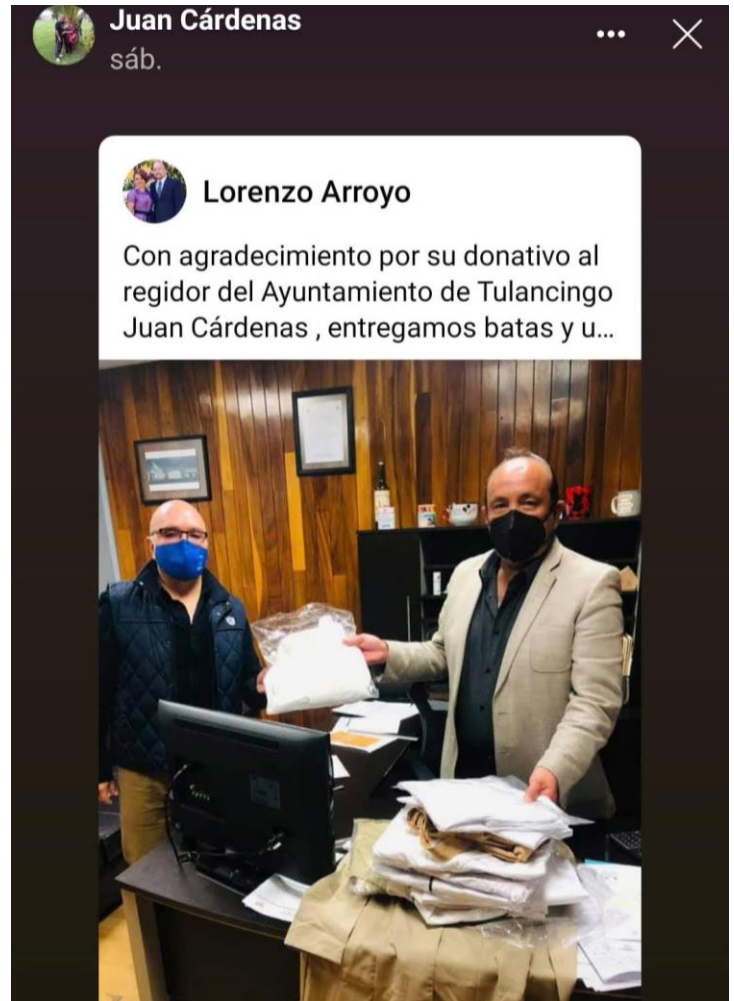 Juan Cárdenas
sáb.
Lorenzo Arroyo
Con agradecimiento por su donativo al
regidor del Ayuntamiento de Tulancingo
Juan Cárdenas , entregamos batas y u...